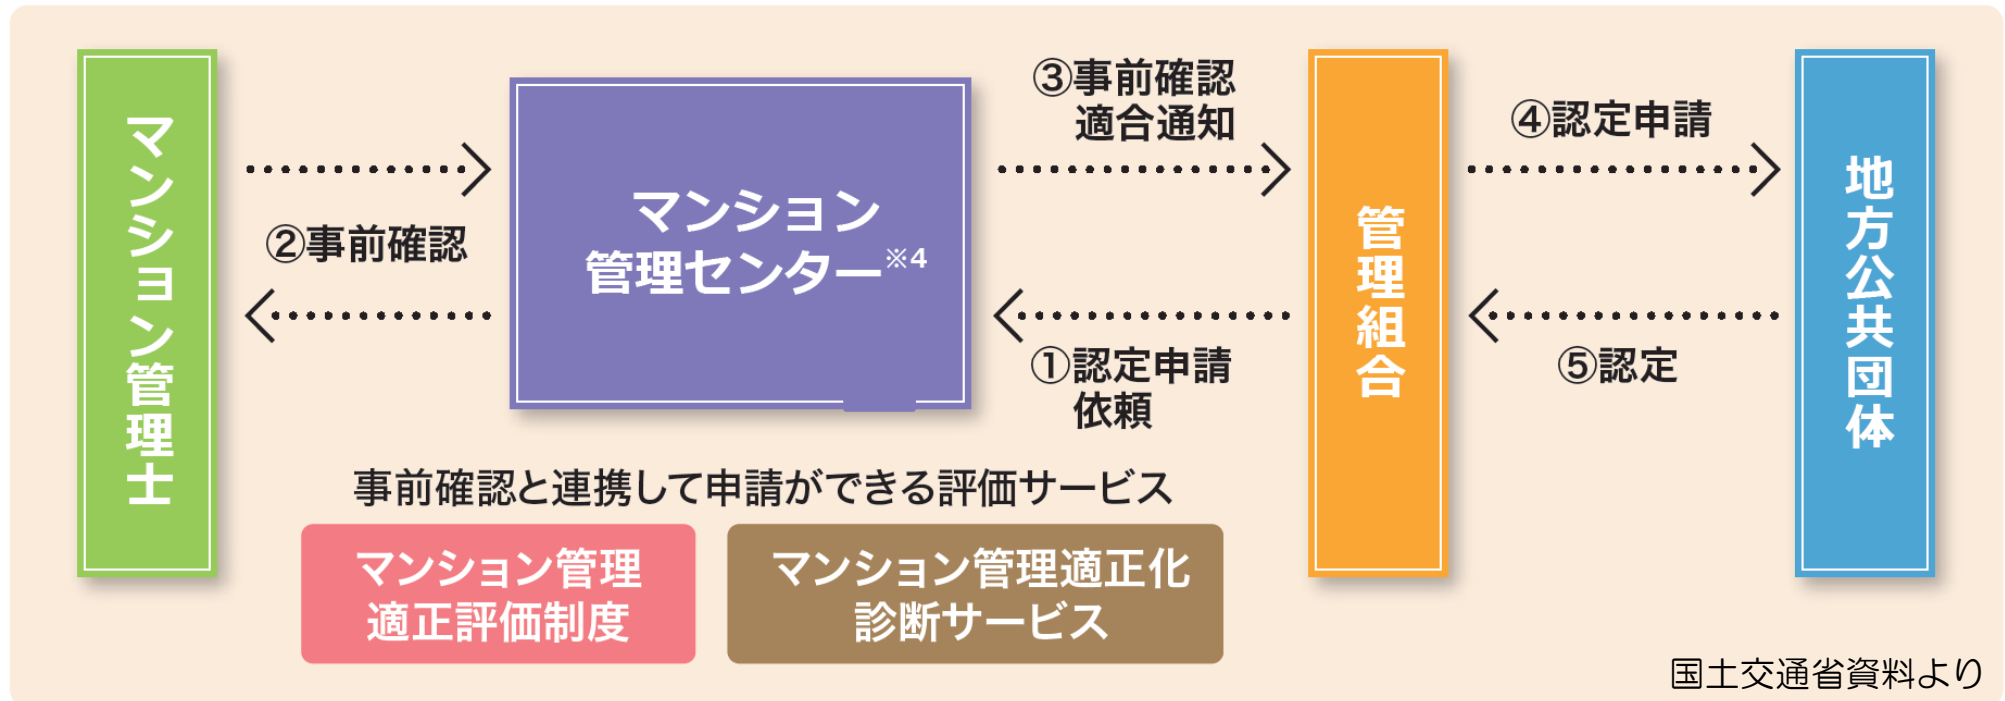 マンション管理士
②事前確認
マンション
管理センター※4
③事前確認
適合通知
①認定申請
依頼
管理組合
④認定申請
⑤認定
地方公共団体
事前確認と連携して申請ができる評価サービス
マンション管理
適正評価制度
マンション管理適正化
診断サービス
国土交通省資料より